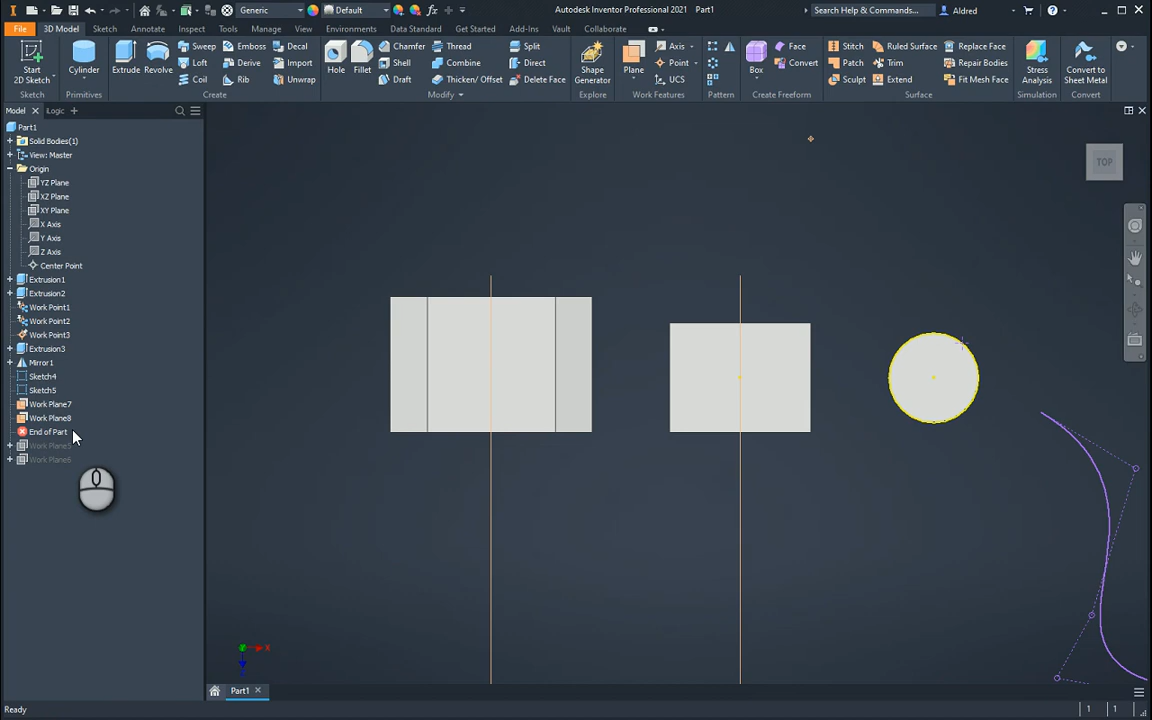 Generic
Default
Autodesk Inventor Professional 2021 Part1
Search Help & Commands...
Aldred
File
3D Model
Sketch
Annotate
Inspect
Tools
Manage
View
Environments
Data Standard
Get Started
Add-Ins
Vault
Collaborate
Start
2D Sketch
Sketch
Cylinder
Primitives
Extrude
Revolve
Sweep
Emboss
Decal
Loft
Derive
Import
Coil
Rib
Unwrap
Create
Hole
Fillet
Chamfer
Thread
Split
Shell
Combine
Direct
Draft
Thicken/ Offset
Delete Face
Modify
Shape
Generator
Explore
Plane
Axis
Point
UCS
Work Features
Pattern
Box
Face
Convert
Create Freeform
Stitch
Ruled Surface
Replace Face
Patch
Trim
Repair Bodies
Sculpt
Extend
Fit Mesh Face
Surface
Stress
Analysis
Simulation
Convert to
Sheet Metal
Convert
Model
iLogic
Part1
Solid Bodies(1)
View: Master
Origin
YZ Plane
XZ Plane
XY Plane
X Axis
Y Axis
Z Axis
Center Point
Extrusion1
Extrusion2
Work Point1
Work Point2
Work Point3
Extrusion3
Mirror1
Sketch4
Sketch5
Work Plane7
Work Plane8
End of Part
Work Plane5
Work Plane6
TOP
Part1
Ready
1
1